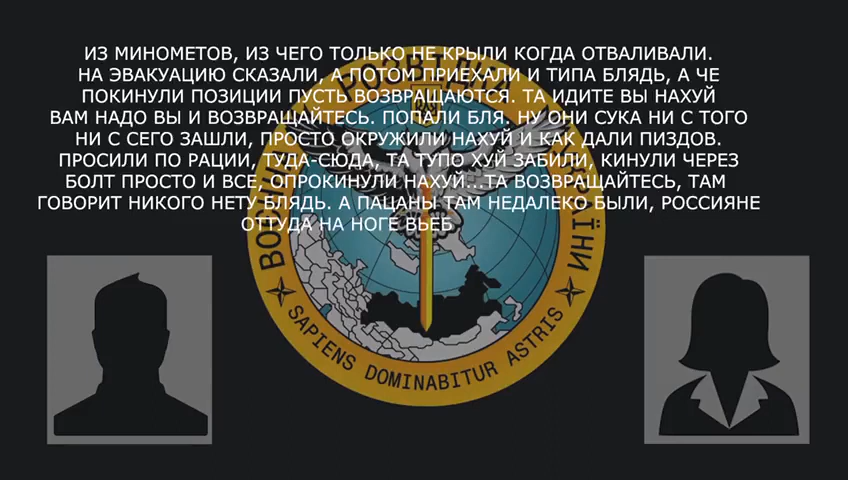 ИЗ МИНОМЕТОВ, ИЗ ЧЕГО ТОЛЬКО НЕ КРЫЛИ КОГДА ОТВАЛИВАЛИ.
НА ЭВАКУАЦИЮ СКАЗАЛИ, А ПОТОМ ПРИЕХАЛИ И ТИПА БЛЯДЬ, А ЧЕ
ПОКИНУЛИ ПОЗИЦИИ ПУСТЬ ВОЗВРАЩАЮТСЯ. ТА ИДИТЕ ВЫ НАХУЙ
ВАМ НАДО ВЫ И ВОЗВРАЩАЙТЕСЬ. ПОПАЛИ БЛЯ. НУ ОНИ СУКА НИ С ТОГО
НИ С СЕГО ЗАШЛИ, ПРОСТО ОКРУЖИЛИ НАХУЙ И КАК ДАЛИ ПИЗДОВ.
ПРОСИЛИ ПО РАЦИИ, ТУДА-СЮДА, ТА ТУПО ХУЙ ЗАБИЛИ, КИНУЛИ ЧЕРЕЗ
БОЛТ ПРОСТО И ВСЕ, ОПРОКИНУЛИ НАХУЙ...ТА ВОЗВРАЩАЙТЕСЬ, ТАМ
ГОВОРИТ НИКОГО НЕТУ БЛЯДЬ. А ПАЦАНЫ ТАМ НЕДАЛЕКО БЫЛИ, РОССИЯНЕ
ОТТУДА НА НОГЕ ВЬЕБ
SAPIENS DOMINABITUR ASTRIS